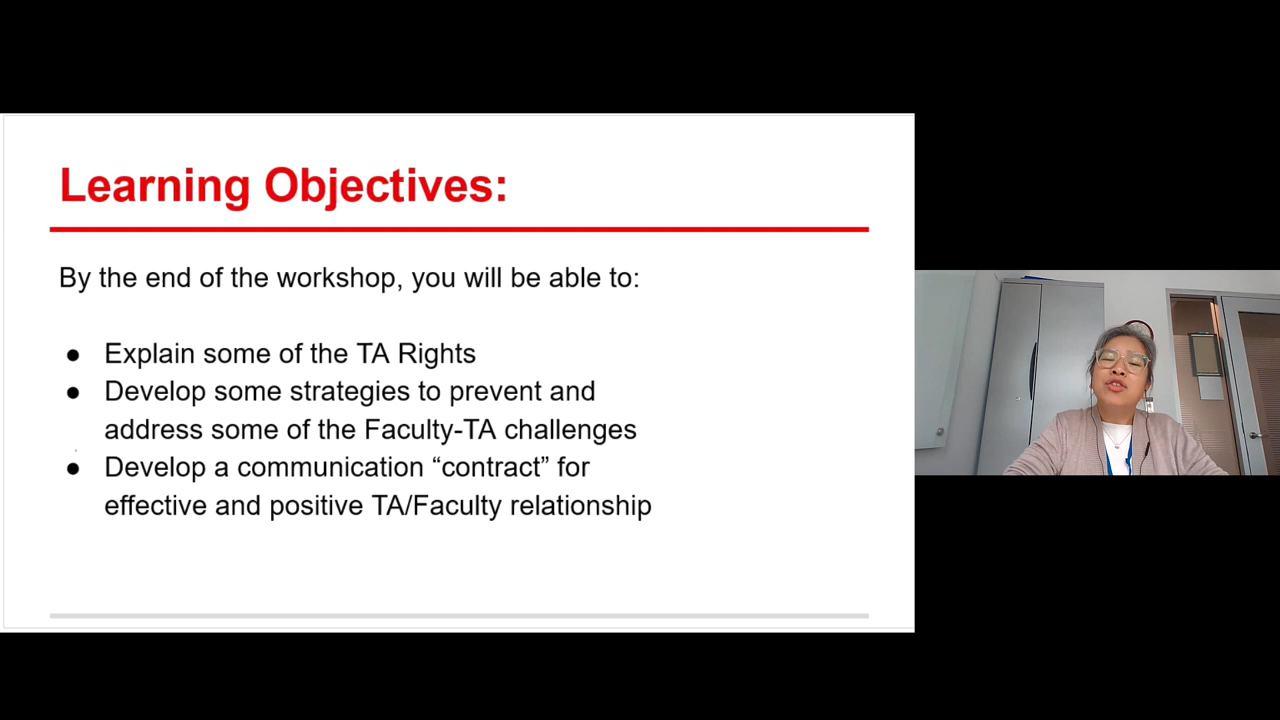 Learning Objectives:
By the end of the workshop, you will be able to:
● Explain some of the TA Rights
● Develop some strategies to prevent and
address some of the Faculty-TA challenges
● Develop a communication “contract” for
effective and positive TA/Faculty relationship